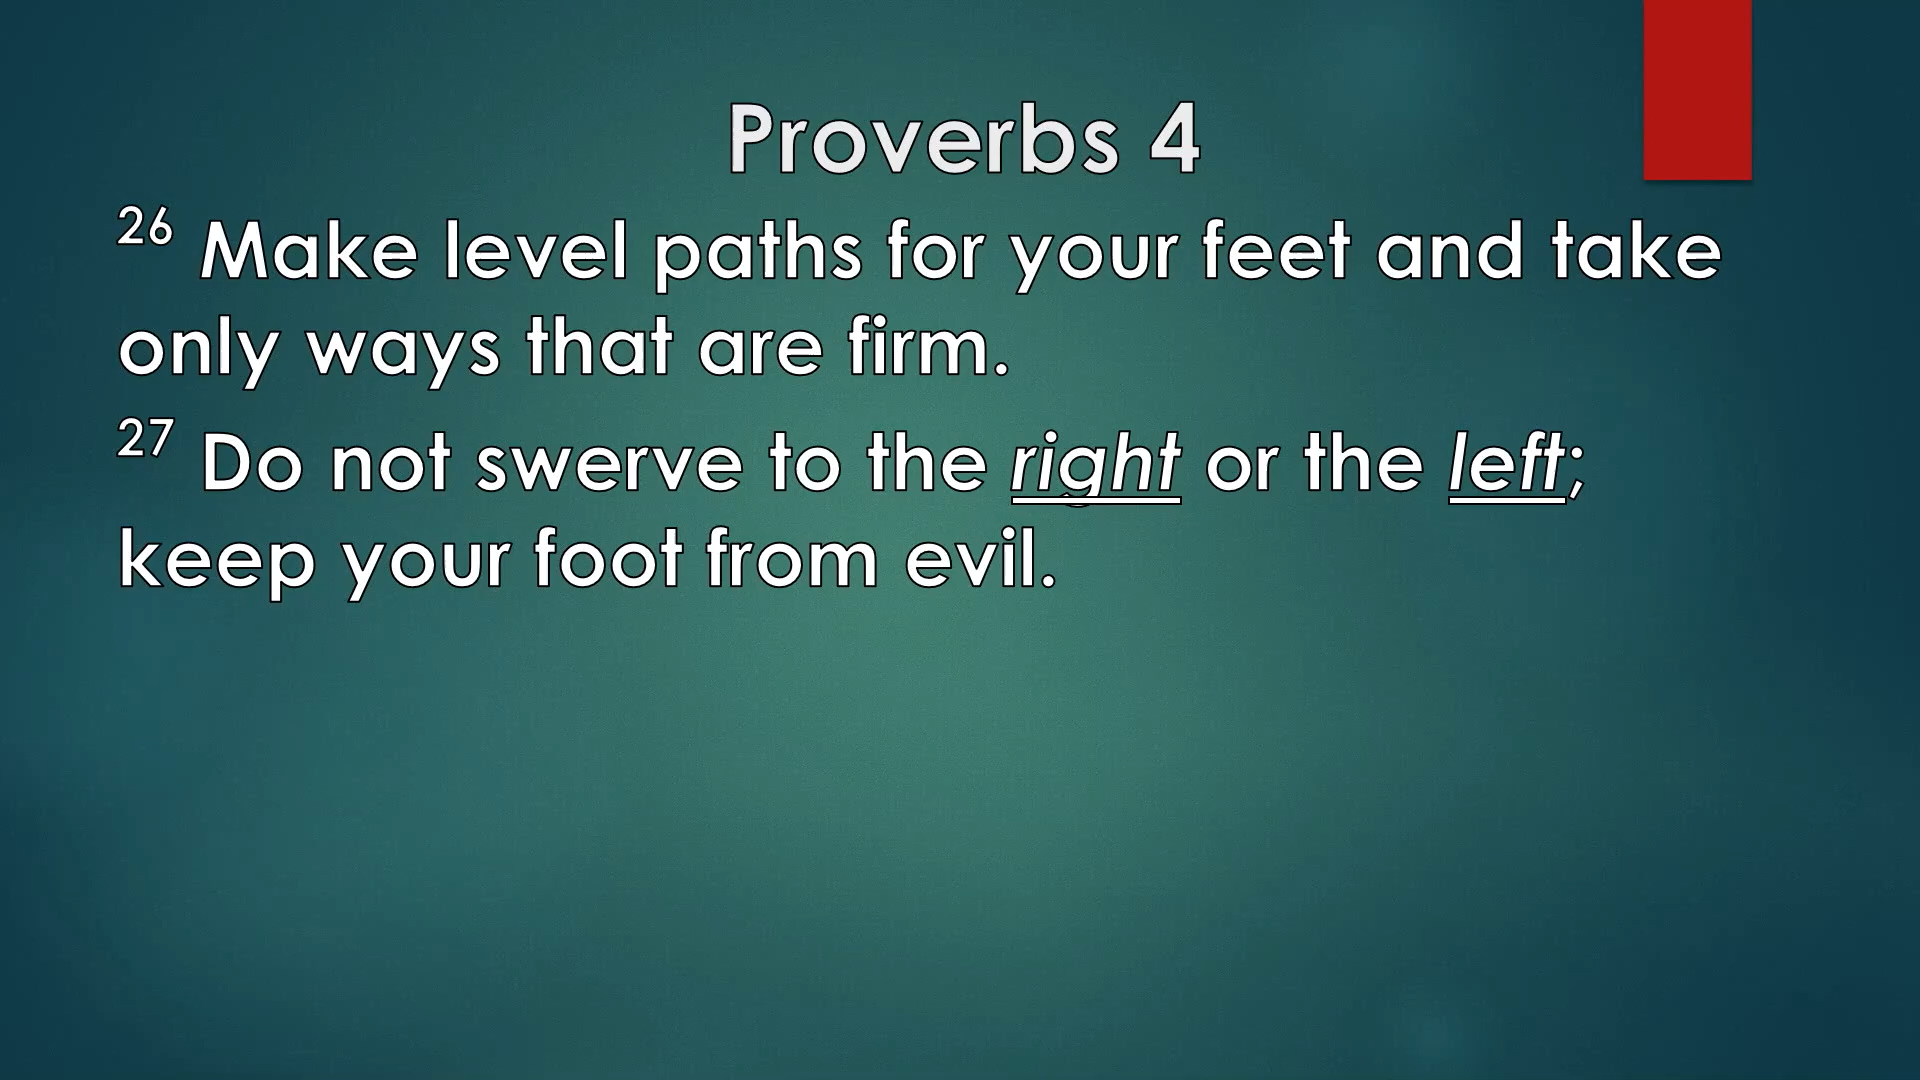 Proverbs 4
26 Make level paths for your feet and take
only ways that are firm.
27 Do not swerve to the right or the left;
keep your foot from evil.